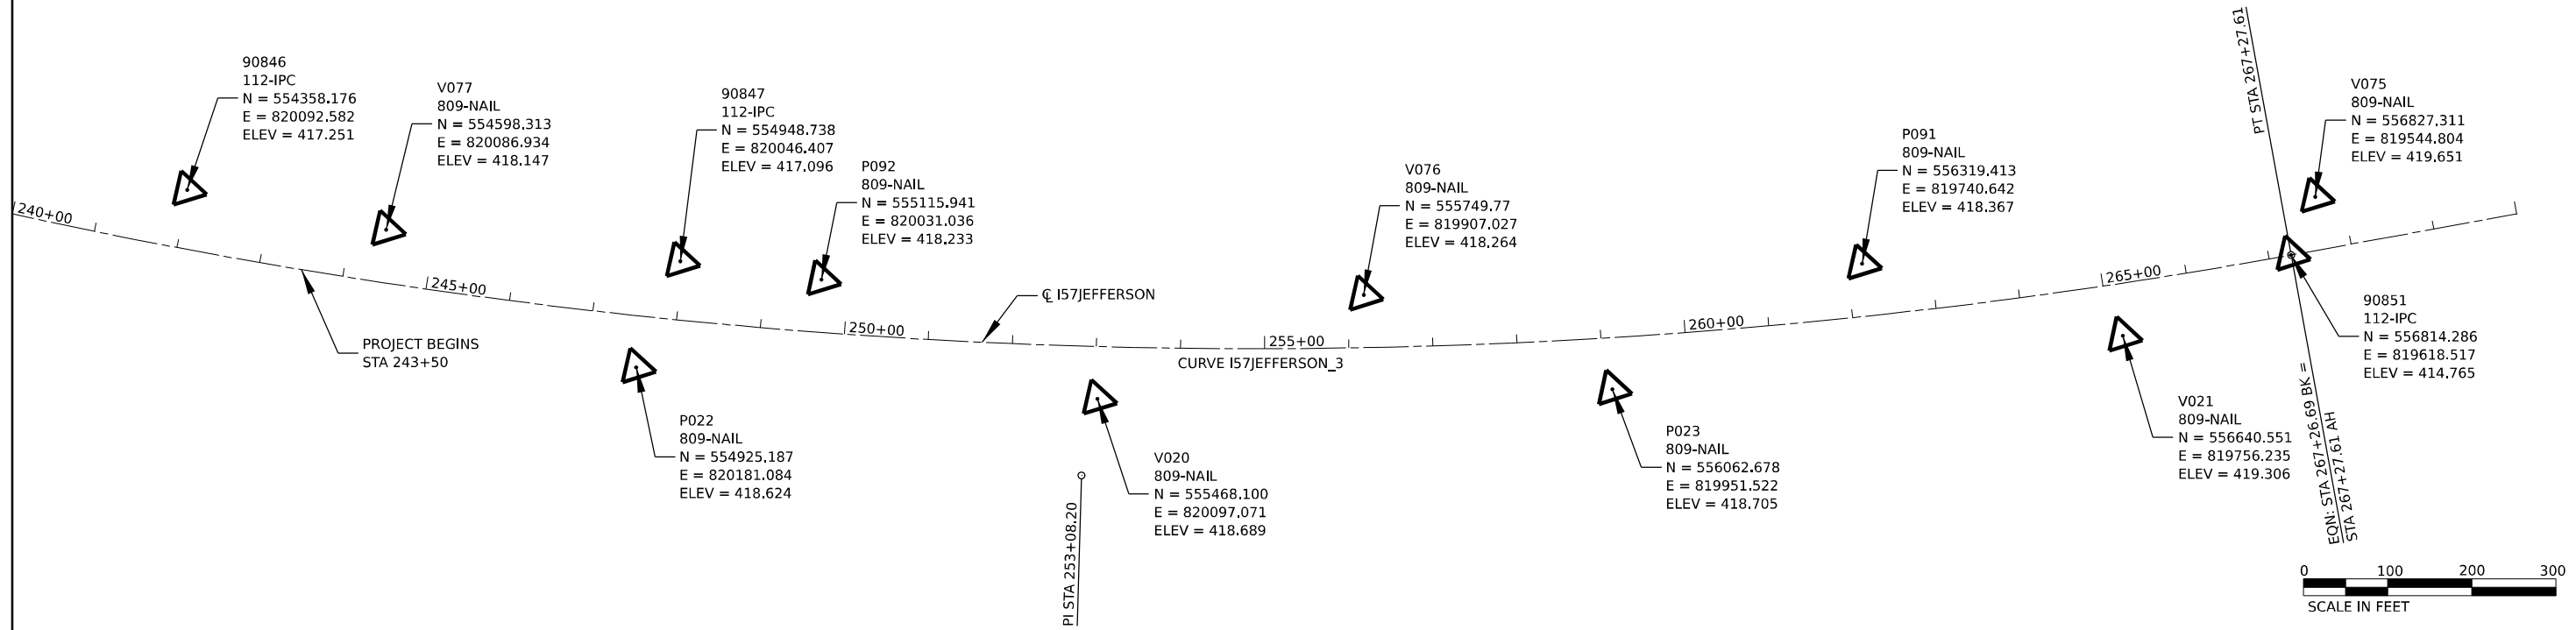 90846
112-IPC
N = 554358.176
E = 820092.582
ELEV = 417.251
V077
809-NAIL
N = 554598.313
E = 820086.934
ELEV = 418.147
90847
112-IPC
N = 554948.738
E = 820046.407
ELEV = 417.096
P092
809-NAIL
N = 555115.941
E = 820031.036
ELEV = 418.233
V076
809-NAIL
N = 555749.77
E = 819907.027
ELEV = 418.264
P091
809-NAIL
N = 556319.413
E = 819740.642
ELEV = 418.367
PT STA 267+27.61
V075
809-NAIL
N = 556827.311
E = 819544.804
ELEV = 419.651
240+00
245+00
250+00
255+00
260+00
265+00
℄ I57JEFFERSON
PROJECT BEGINS
STA 243+50
CURVE I57JEFFERSON_3
90851
112-IPC
N = 556814.286
E = 819618.517
ELEV = 414.765
P022
809-NAIL
N = 554925.187
E = 820181.084
ELEV = 418.624
PI STA 253+08.20
V020
809-NAIL
N = 555468.100
E = 820097.071
ELEV = 418.689
P023
809-NAIL
N = 556062.678
E = 819951.522
ELEV = 418.705
V021
809-NAIL
N = 556640.551
E = 819756.235
ELEV = 419.306
EQN: STA 267+26.69 BK =
STA 267+27.61 AH
0 100 200 300
SCALE IN FEET